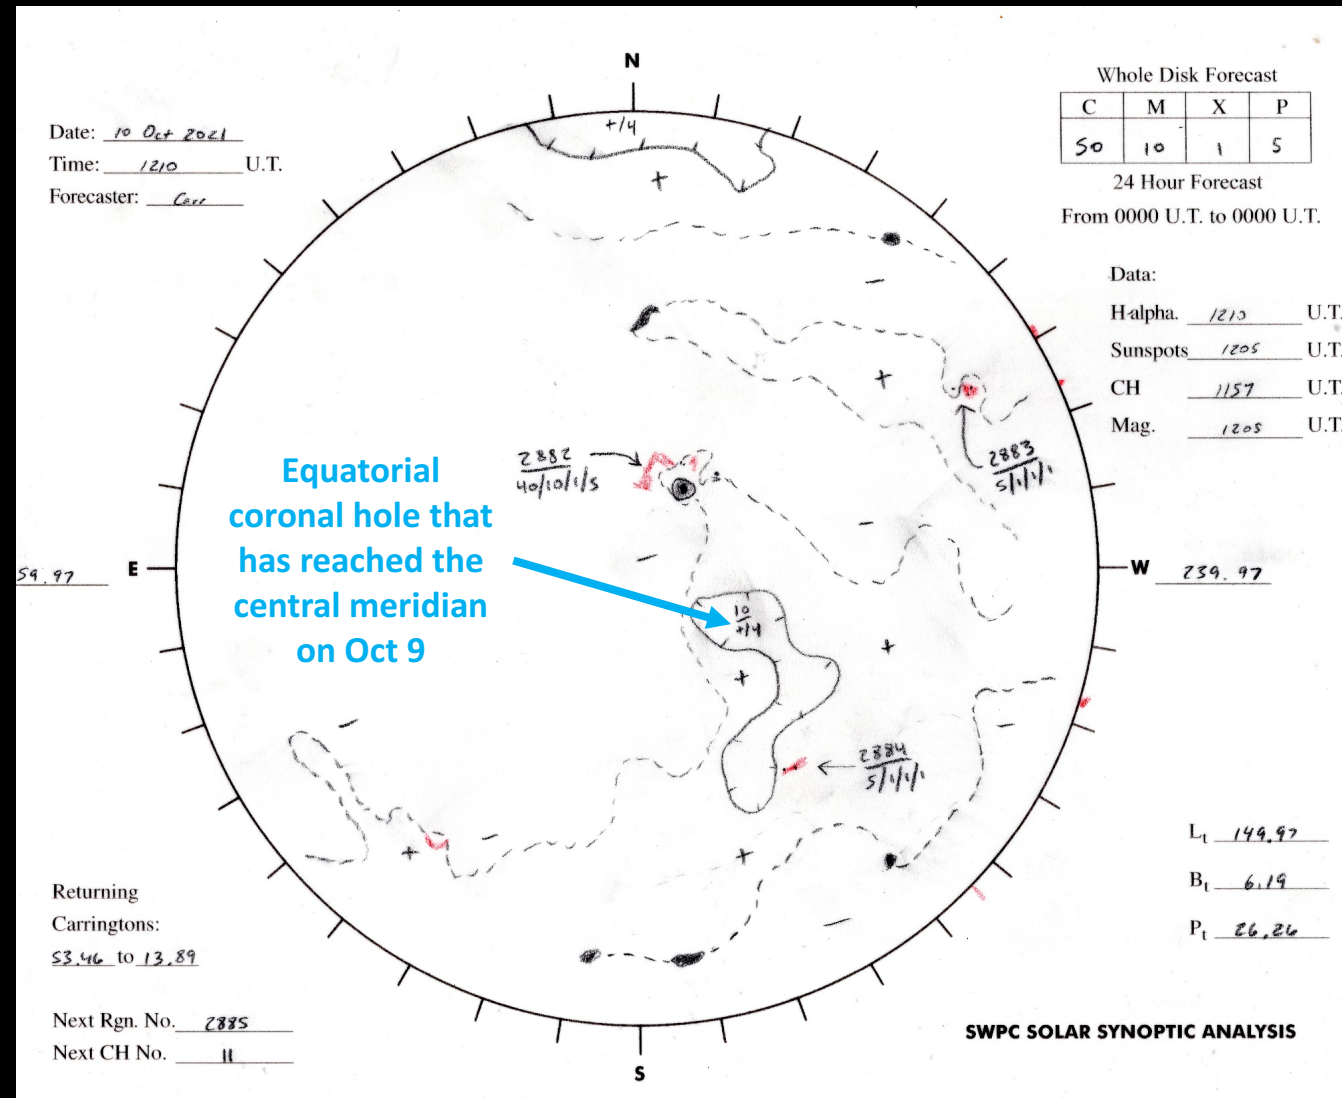 N
Date: 10 Oct 2021
Time: 1210 U.T.
Forecaster:
Whole Disk Forecast
C M X P
50 10 1 5
24 Hour Forecast
From 0000 U.T. to 0000 U.T.
Data:
H-alpha. 1210 U.T.
Sunspots 1205 U.T.
CH 1157 U.T.
Mag. 1205 U.T.
+/4
+
-
+
2882
40/10/1/5
2883
5/1/1/1
Equatorial
coronal hole that
has reached the
central meridian
on Oct 9
-
-
59.97 E
W 239.97
10
+/4
+
+
-
-
2884
5/1/1/1
-
+
+
-
Lt 149.97
Bt 6.19
Pt 26.26
Returning
Carringtons:
53.46 to 13.89
Next Rgn. No. 2885
Next CH No. 11
S
SWPC SOLAR SYNOPTIC ANALYSIS